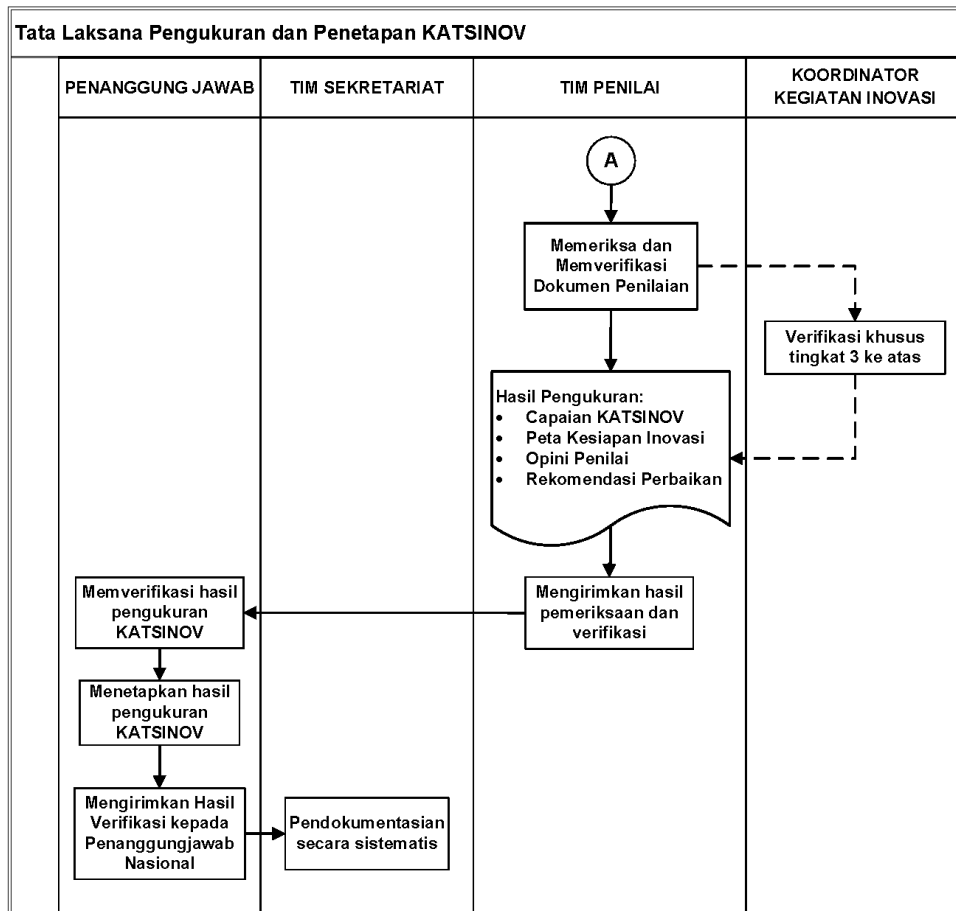 Tata Laksana Pengukuran dan Penetapan KATSINOV
PENANGGUNG JAWAB
TIM SEKRETARIAT
TIM PENILAI
KOORDINATOR
KEGIATAN INOVASI
A
Memeriksa dan
Memverifikasi
Dokumen Penilaian
Verifikasi khusus
tingkat 3 ke atas
Hasil Pengukuran:
• Capaian KATSINOV
• Peta Kesiapan Inovasi
• Opini Penilai
• Rekomendasi Perbaikan
Mengirimkan hasil
pemeriksaan dan
verifikasi
Memverifikasi hasil
pengukuran
KATSINOV
Menetapkan hasil
pengukuran
KATSINOV
Mengirimkan Hasil
Verifikasi kepada
Penanggungjawab
Nasional
Pendokumentasian
secara sistematis